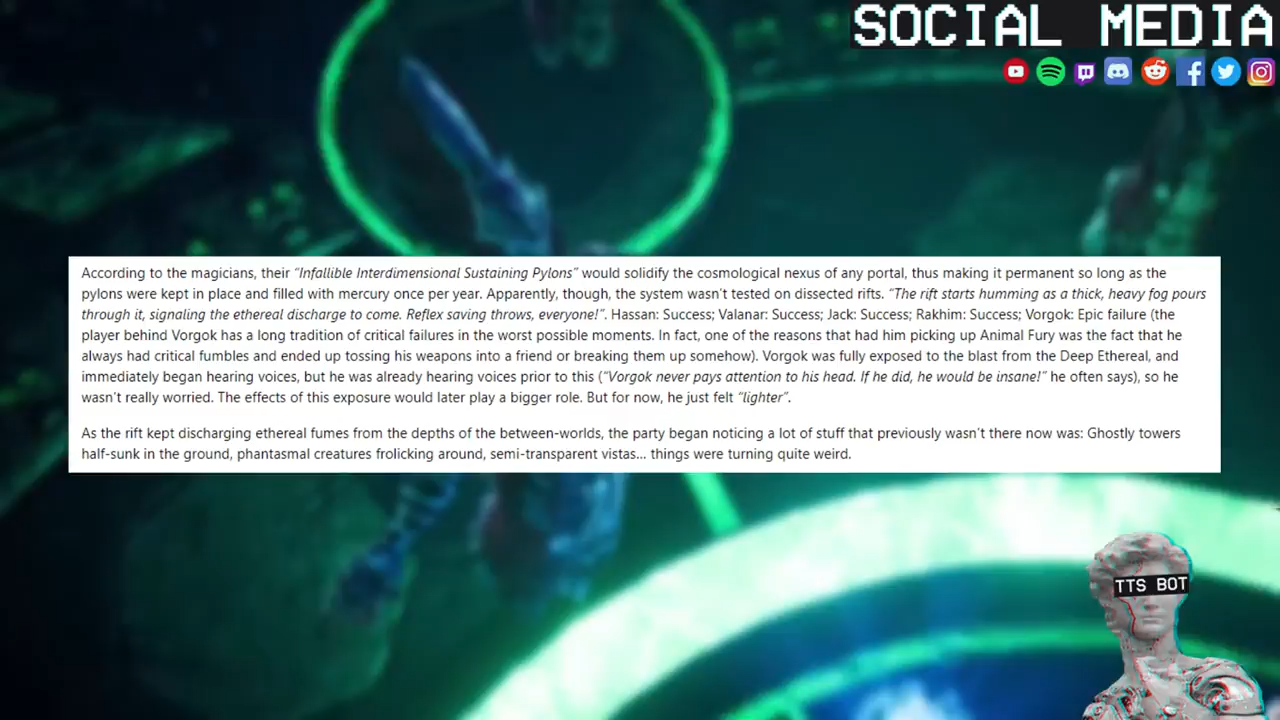 SOCIAL MEDIA
According to the magicians, their “Infallible Interdimensional Sustaining Pylons” would solidify the cosmological nexus of any portal, thus making it permanent so long as the
pylons were kept in place and filled with mercury once per year. Apparently, though, the system wasn’t tested on dissected rifts. “The rift starts humming as a thick, heavy fog pours
through it, signaling the ethereal discharge to come. Reflex saving throws, everyone!”. Hassan: Success; Valanar: Success; Jack: Success; Rakhim: Success; Vorgok: Epic failure (the
player behind Vorgok has a long tradition of critical failures in the worst possible moments. In fact, one of the reasons that had him picking up Animal Fury was the fact that he
always had critical fumbles and ended up tossing his weapons into a friend or breaking them up somehow). Vorgok was fully exposed to the blast from the Deep Ethereal, and
immediately began hearing voices, but he was already hearing voices prior to this (“Vorgok never pays attention to his head. If he did, he would be insane!” he often says), so he
wasn’t really worried. The effects of this exposure would later play a bigger role. But for now, he just felt “lighter”.
As the rift kept discharging ethereal fumes from the depths of the between-worlds, the party began noticing a lot of stuff that previously wasn’t there now was: Ghostly towers
half-sunk in the ground, phantasmal creatures frolicking around, semi-transparent vistas... things were turning quite weird.
TTS BOT